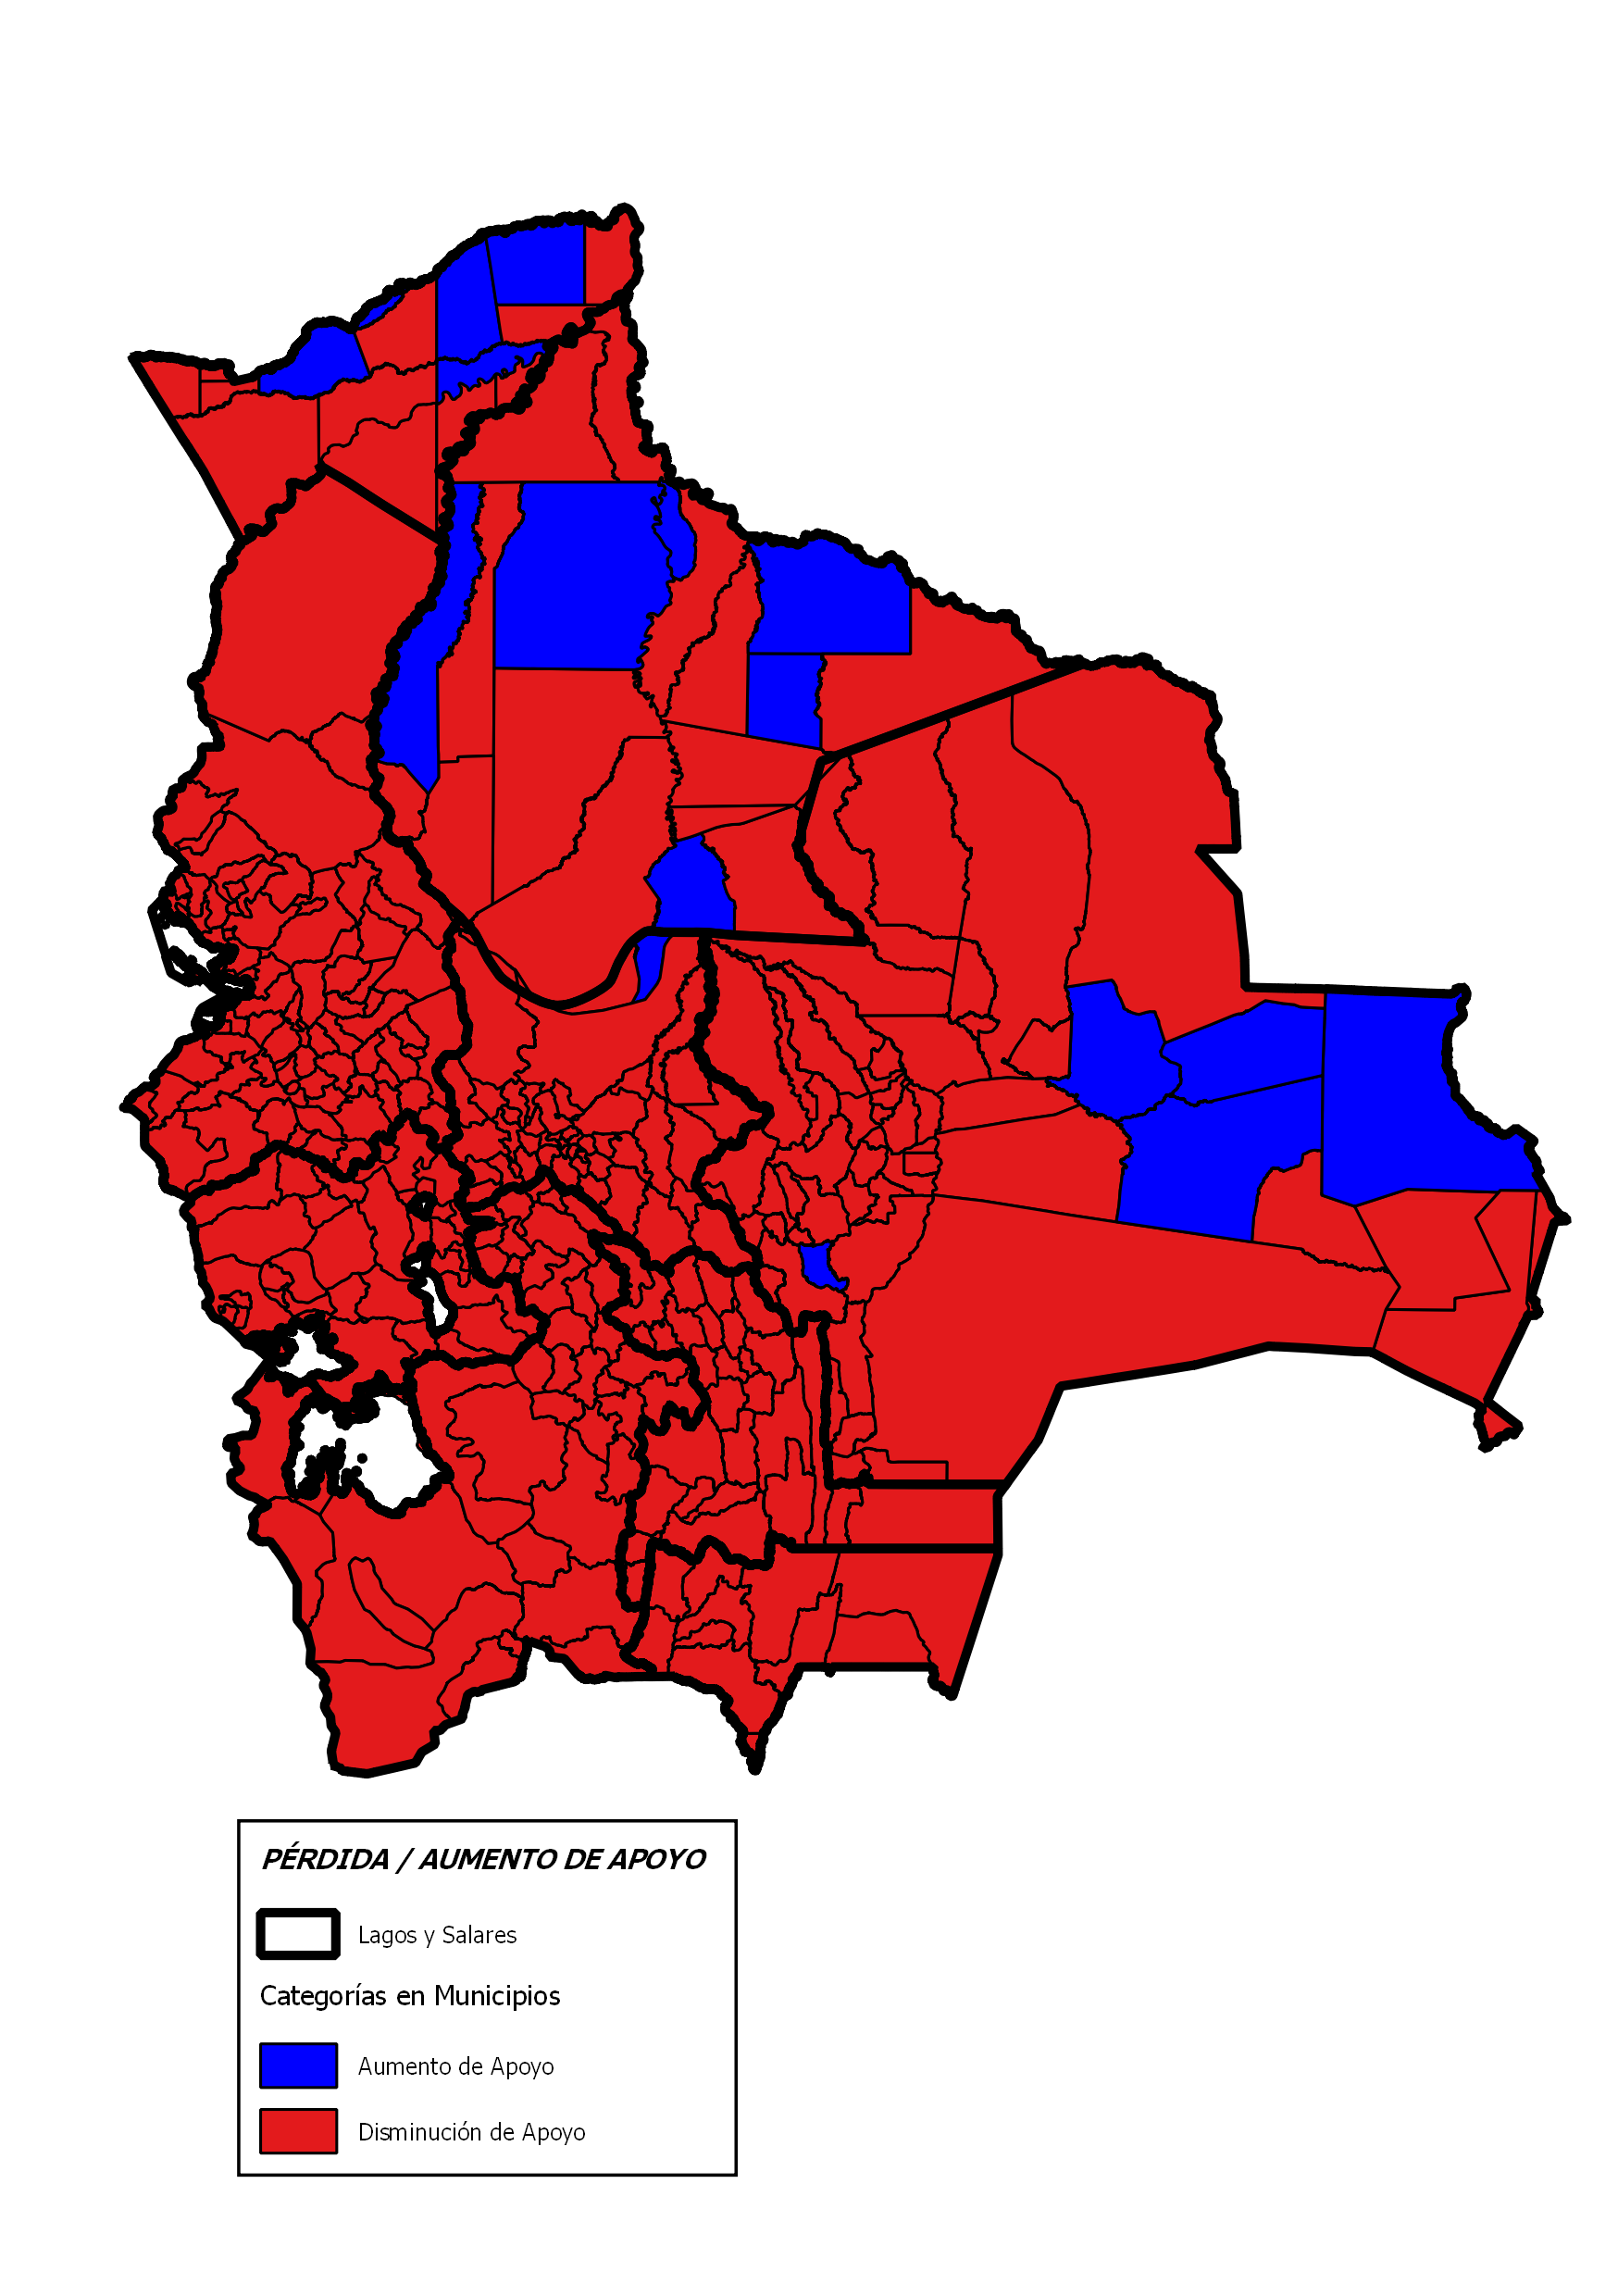 PÉRDIDA / AUMENTO DE APOYO
Lagos y Salares
Categorías en Municipios
Aumento de Apoyo
Disminución de Apoyo